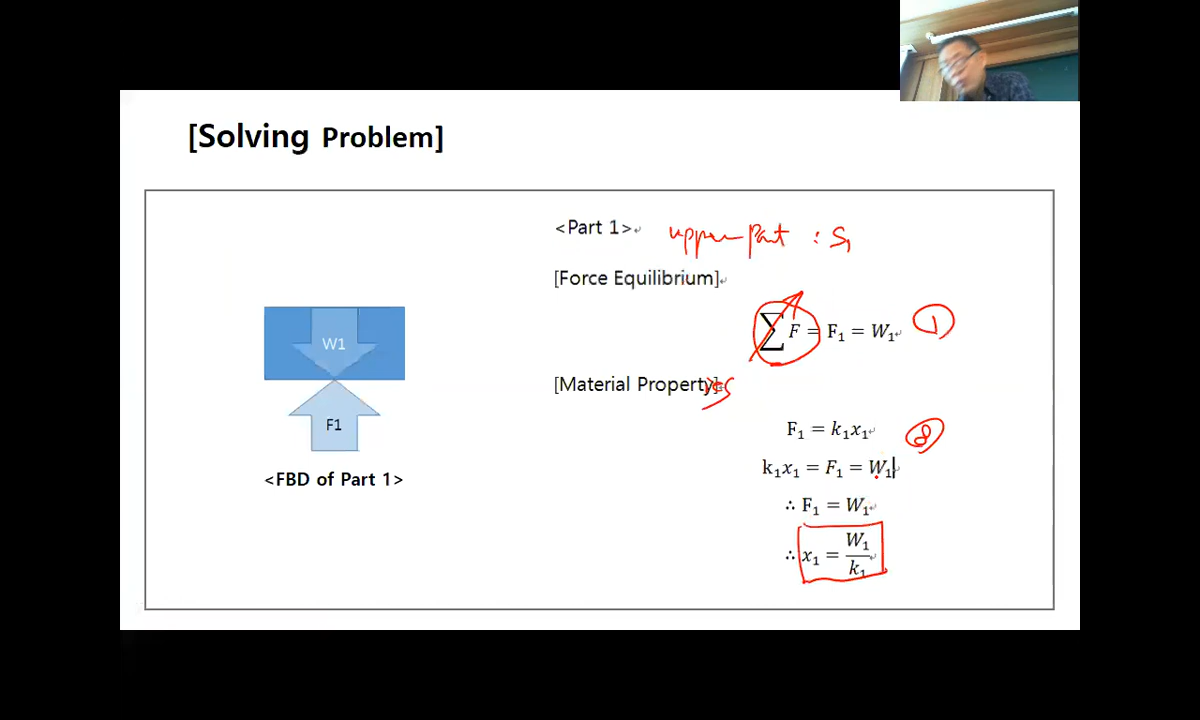 [Solving Problem]
<Part 1>
upper Part : S₁
[Force Equilibrium]
∑ F = F₁ = W₁
①
W1
F1
<FBD of Part 1>
[Material Property]
F₁ = k₁x₁
k₁x₁ = F₁ = W₁
∴ F₁ = W₁
∴ x₁ = W₁/k₁